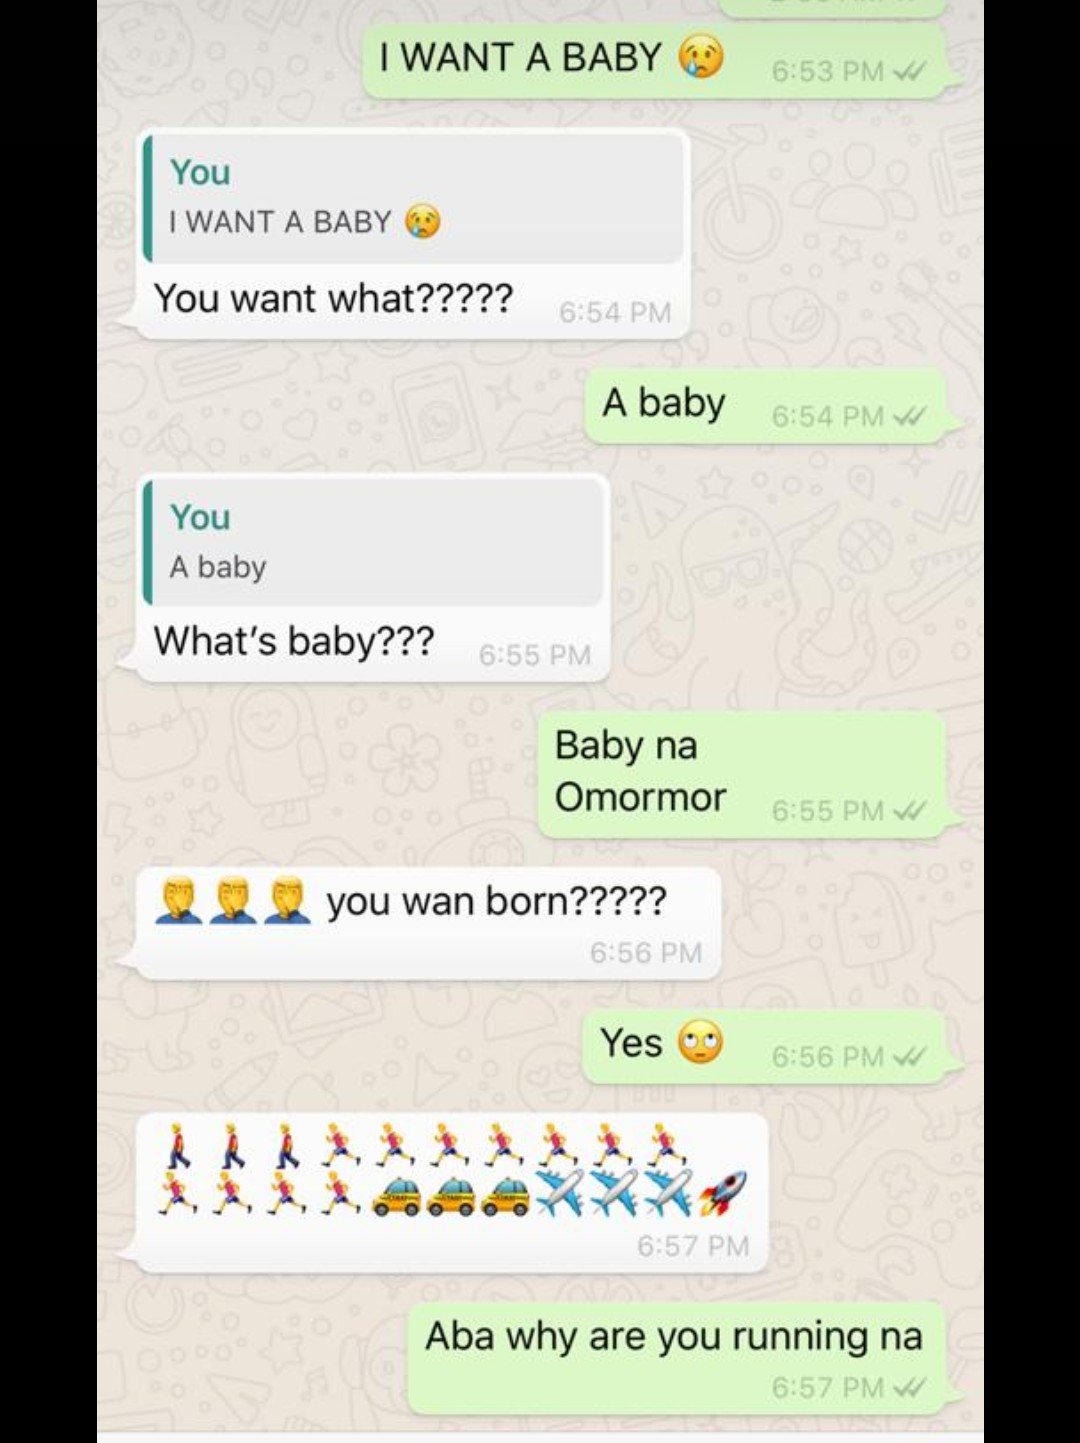 I WANT A BABY 😢
6:53 PM
You
I WANT A BABY 😢
You want what?????
6:54 PM
A baby
6:54 PM
You
A baby
What's baby???
6:55 PM
Baby na
Omormor
6:55 PM
🤦‍♂️🤦‍♂️🤦‍♂️ you wan born?????
6:56 PM
Yes 🙄
6:56 PM
🚶🚶🚶🏃🏃🏃🏃🏃🏃🏃
🏃🏃🏃🏃🚕🚕🚕✈️✈️✈️🚀
6:57 PM
Aba why are you running na
6:57 PM